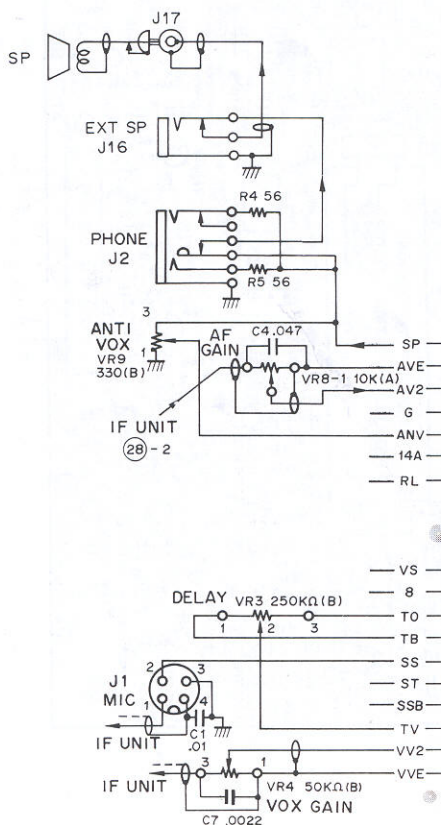 J17
SP
EXT SP
J16
R4 56
PHONE
J2
R5 56
3
ANTI
VOX
VR9
330(B)
1
AF
GAIN
C4.047
VR8-1 10K(A)
IF UNIT
28 - 2
SP
AVE
AV2
G
ANV
14A
RL
VS
8
TO
TB
SS
ST
SSB
TV
VV2
VVE
DELAY
VR3 250KΩ(B)
1
2
3
J1
MIC
2
3
1
4
C1
.01
IF UNIT
IF UNIT
3
1
VR4 50KΩ(B)
VOX GAIN
C7 .0022